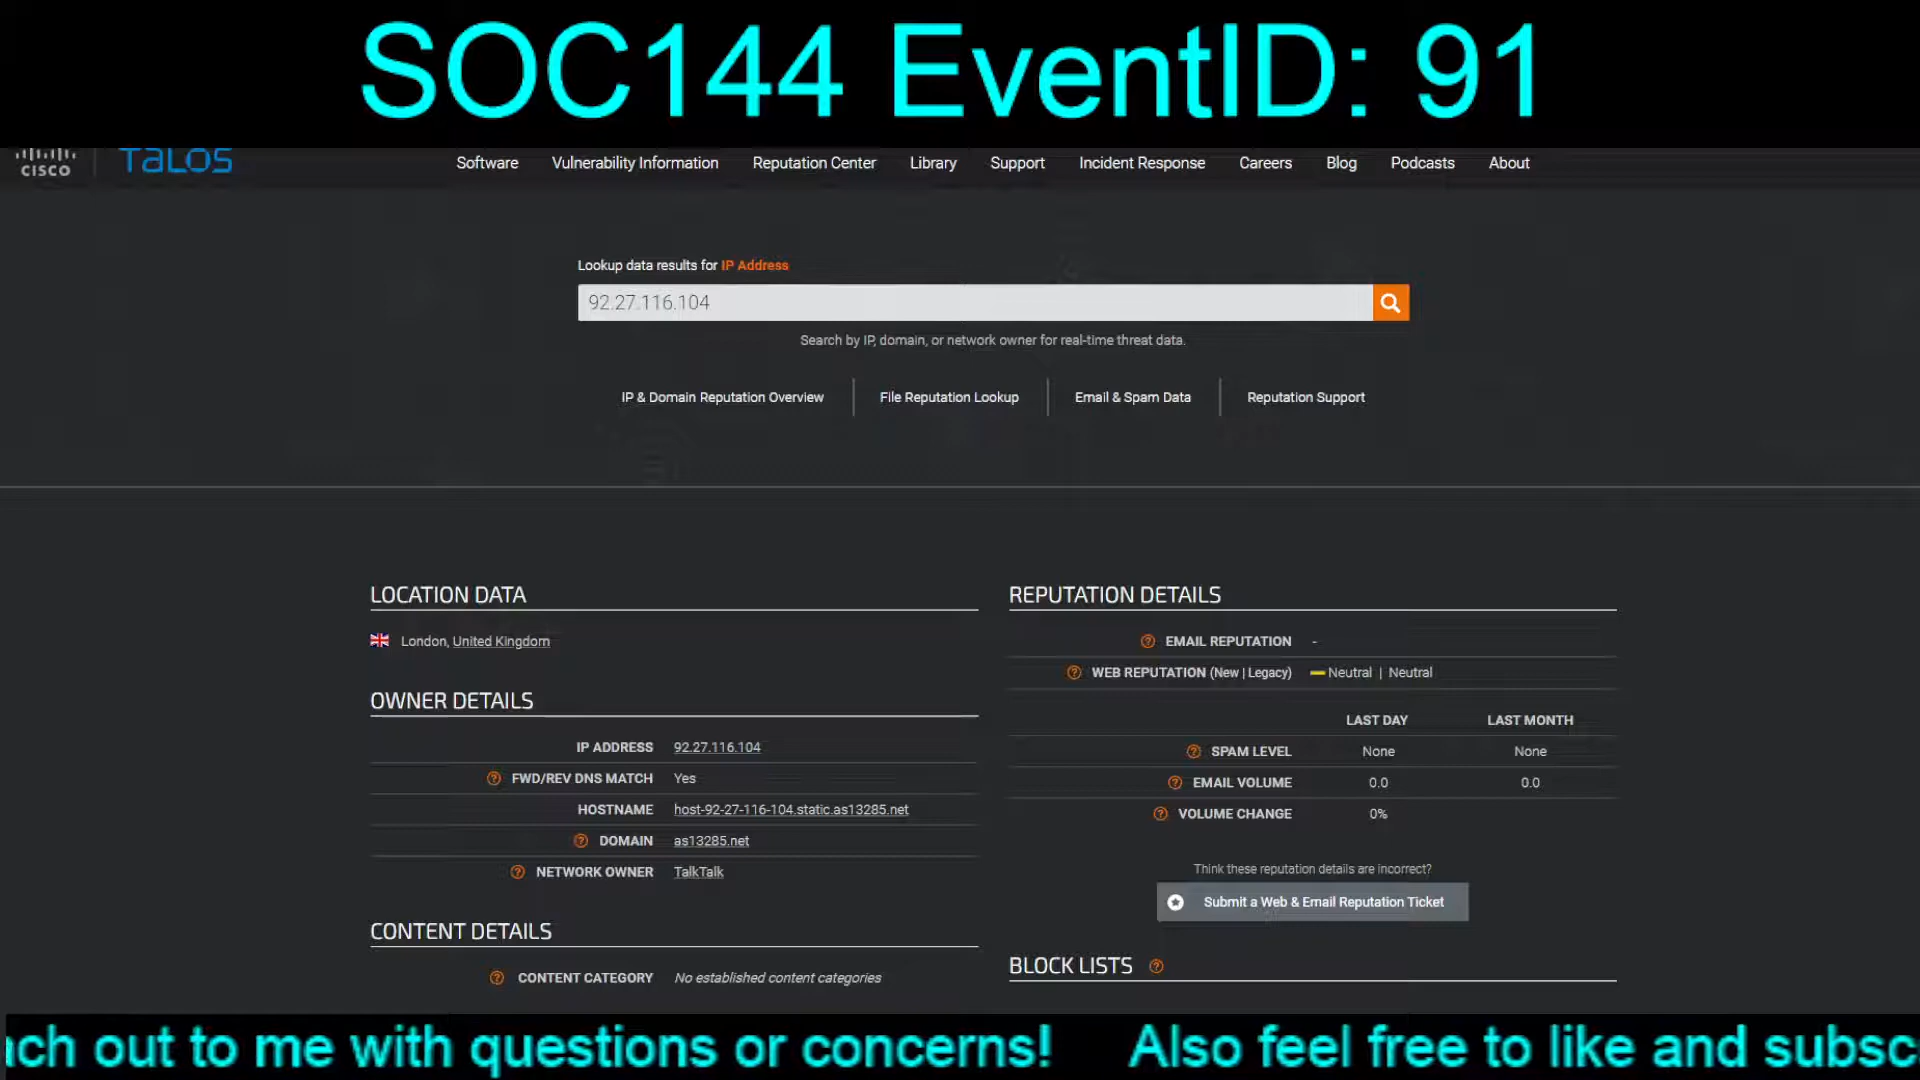 SOC144 EventID: 91
CISCO TALOS Software Vulnerability Information Reputation Center Library Support Incident Response Careers Blog Podcasts About
Lookup data results for IP Address
92.27.116.104
Search by IP, domain, or network owner for real-time threat data.
IP & Domain Reputation Overview File Reputation Lookup Email & Spam Data Reputation Support
LOCATION DATA
London, United Kingdom
OWNER DETAILS
IP ADDRESS 92.27.116.104
FWD/REV DNS MATCH Yes
HOSTNAME host-92-27-116-104.static.as13285.net
DOMAIN as13285.net
NETWORK OWNER TalkTalk
CONTENT DETAILS
CONTENT CATEGORY No established content categories
REPUTATION DETAILS
EMAIL REPUTATION -
WEB REPUTATION (New | Legacy) Neutral | Neutral
LAST DAY LAST MONTH
SPAM LEVEL None None
EMAIL VOLUME 0.0 0.0
VOLUME CHANGE 0%
Think these reputation details are incorrect?
Submit a Web & Email Reputation Ticket
BLOCK LISTS
ch out to me with questions or concerns! Also feel free to like and subsc